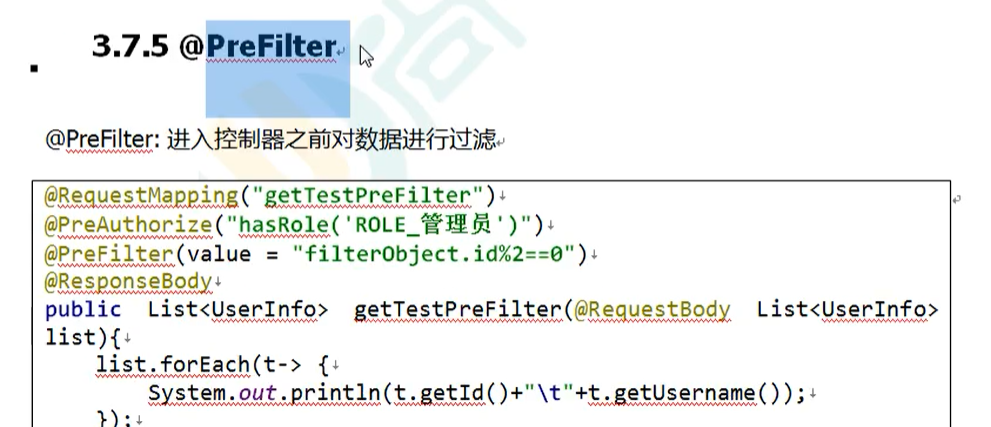 3.7.5 @PreFilter
@PreFilter: 进入控制器之前对数据进行过滤
@RequestMapping("getTestPreFilter")
@PreAuthorize("hasRole('ROLE_管理员')")
@PreFilter(value = "filterObject.id%2==0")
@ResponseBody
public List<UserInfo> getTestPreFilter(@RequestBody List<UserInfo>
list){
list.forEach(t-> {
System.out.println(t.getId()+"\t"+t.getUsername());
});